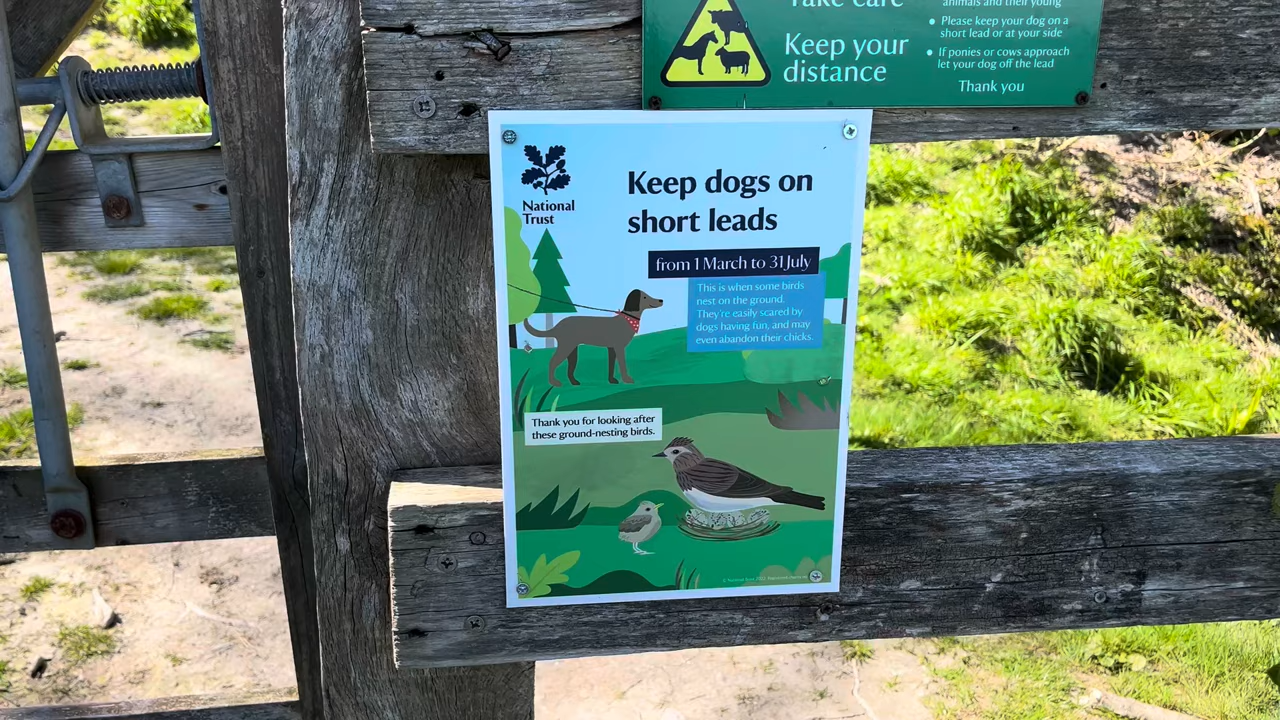 Take care
animals and their young
Keep your
distance
• Please keep your dog on a
short lead or at your side
• If ponies or cows approach
let your dog off the lead
Thank you
National
Trust
Keep dogs on
short leads
from 1 March to 31 July
This is when some birds
nest on the ground.
They're easily scared by
dogs having fun, and may
even abandon their chicks.
Thank you for looking after
these ground-nesting birds.